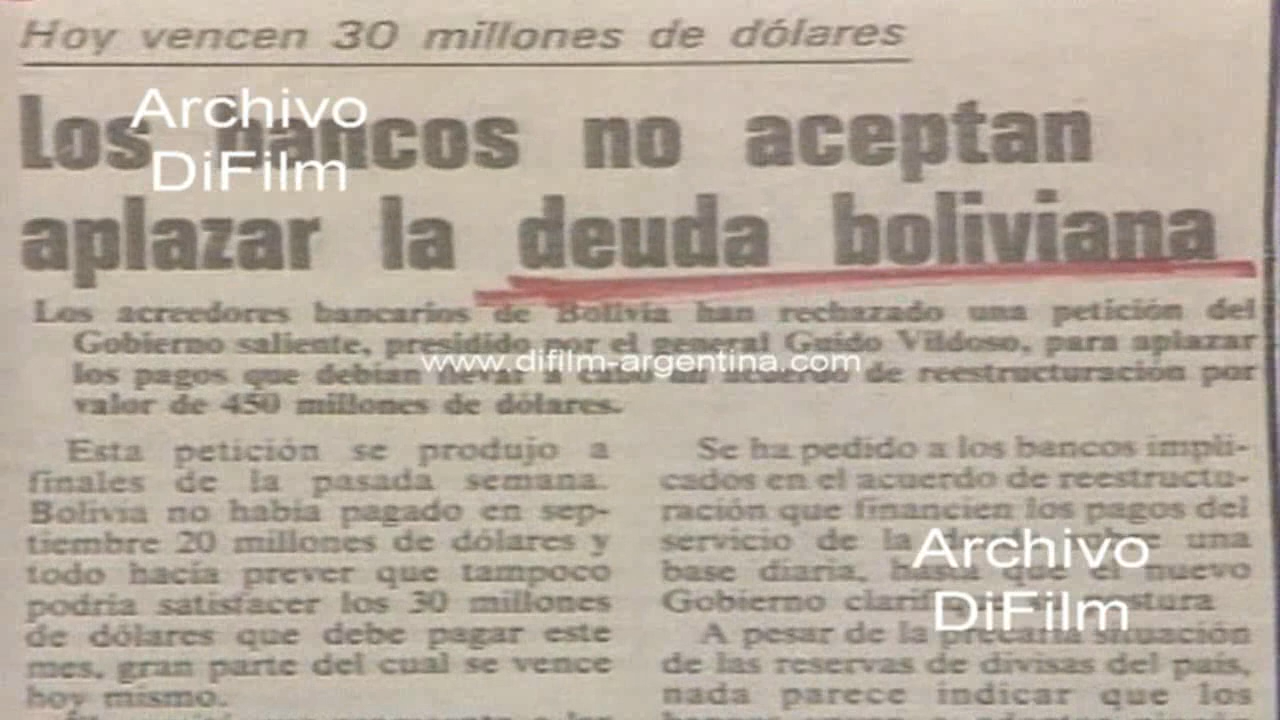 Hoy vencen 30 millones de dólares
Los bancos no aceptan
aplazar la deuda boliviana
Los acreedores bancarios de Bolivia han rechazado una petición del
Gobierno saliente, presidido por el general Guido Vildoso, para aplazar
los pagos que debían llevar a cabo un acuerdo de reestructuración por
valor de 450 millones de dólares.
Esta petición se produjo a
finales de la pasada semana.
Bolivia no había pagado en sep-
tiembre 20 millones de dólares y
todo hacía prever que tampoco
podría satisfacer los 30 millones
de dólares que debe pagar este
mes, gran parte del cual se vence
hoy mismo.
Se ha pedido a los bancos impli-
cados en el acuerdo de reestructu-
ración que financien los pagos del
servicio de la una
base diaria, hasta que el nuevo
Gobierno postura
A pesar de la precaria situación
de las reservas de divisas del país,
nada parece indicar que los
Archivo
DiFilm
www.difilm-argentina.com
Archivo
DiFilm